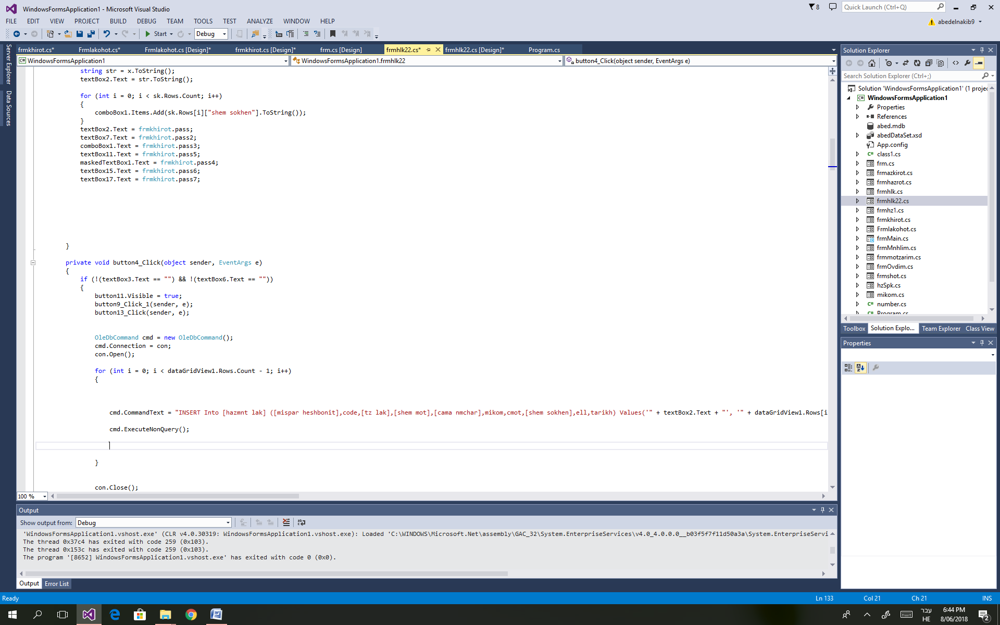 WindowsFormsApplication1 - Microsoft Visual Studio
8
Quick Launch (Ctrl+Q)
FILE EDIT VIEW PROJECT BUILD DEBUG TEAM TOOLS TEST ANALYZE WINDOW HELP
abedelnakib9
Start Debug
Server Explorer
Data Sources
frmkhirot.cs* Frmlakohot.cs* Frmlakohot.cs [Design]* frmkhirot.cs [Design]* frm.cs [Design] frmhlk22.cs* frmhlk22.cs [Design]* Program.cs
WindowsFormsApplication1 WindowsFormsApplication1.frmhlk22 button4_Click(object sender, EventArgs e)
string str = x.ToString();
textBox2.Text = str.ToString();
for (int i = 0; i < sk.Rows.Count; i++)
{
comboBox1.Items.Add(sk.Rows[i]["shem sokhen"].ToString());
}
textBox2.Text = frmkhirot.pass;
textBox7.Text = frmkhirot.pass2;
comboBox1.Text = frmkhirot.pass3;
textBox11.Text = frmkhirot.pass5;
maskedTextBox1.Text = frmkhirot.pass4;
textBox15.Text = frmkhirot.pass6;
textBox17.Text = frmkhirot.pass7;
}
private void button4_Click(object sender, EventArgs e)
{
if (!(textBox3.Text == "") && !(textBox6.Text == ""))
{
button11.Visible = true;
button9_Click_1(sender, e);
button13_Click(sender, e);
OleDbCommand cmd = new OleDbCommand();
cmd.Connection = con;
con.Open();
for (int i = 0; i < dataGridView1.Rows.Count - 1; i++)
{
cmd.CommandText = "INSERT Into [hazmnt lak] ([mispar heshbonit],code,[tz lak],[shem mot],[cama nmchar],mikom,cmot,[shem sokhen],ell,tarikh) Values('" + textBox2.Text + "', '" + dataGridView1.Rows[i
cmd.ExecuteNonQuery();
}
con.Close();
100 %
Output
Show output from: Debug
'WindowsFormsApplication1.vshost.exe' (CLR v4.0.30319: WindowsFormsApplication1.vshost.exe): Loaded 'C:\WINDOWS\Microsoft.Net\assembly\GAC_32\System.EnterpriseServices\v4.0_4.0.0.0__b03f5f7f11d50a3a\System.EnterpriseServi
The thread 0x37c4 has exited with code 259 (0x103).
The thread 0x153c has exited with code 259 (0x103).
The program '[8652] WindowsFormsApplication1.vshost.exe' has exited with code 0 (0x0).
Output Error List
Solution Explorer
Search Solution Explorer (Ctrl+;)
Solution 'WindowsFormsApplication1' (1 projec
WindowsFormsApplication1
Properties
References
abed.mdb
abedDataSet.xsd
App.config
class1.cs
frm.cs
frmazkirot.cs
frmhazrot.cs
frmhlk.cs
frmhlk22.cs
frmhz1.cs
frmkhirot.cs
Frmlakohot.cs
frmMain.cs
frmMnhlim.cs
frmmotzarim.cs
frmOvdim.cs
frmshot.cs
hzSpk.cs
mikom.cs
number.cs
Program.cs
Toolbox Solution Explo... Team Explorer Class View
Properties
Ready Ln 133 Col 21 Ch 21 INS
עבר
HE
6:44 PM
8/06/2018
2